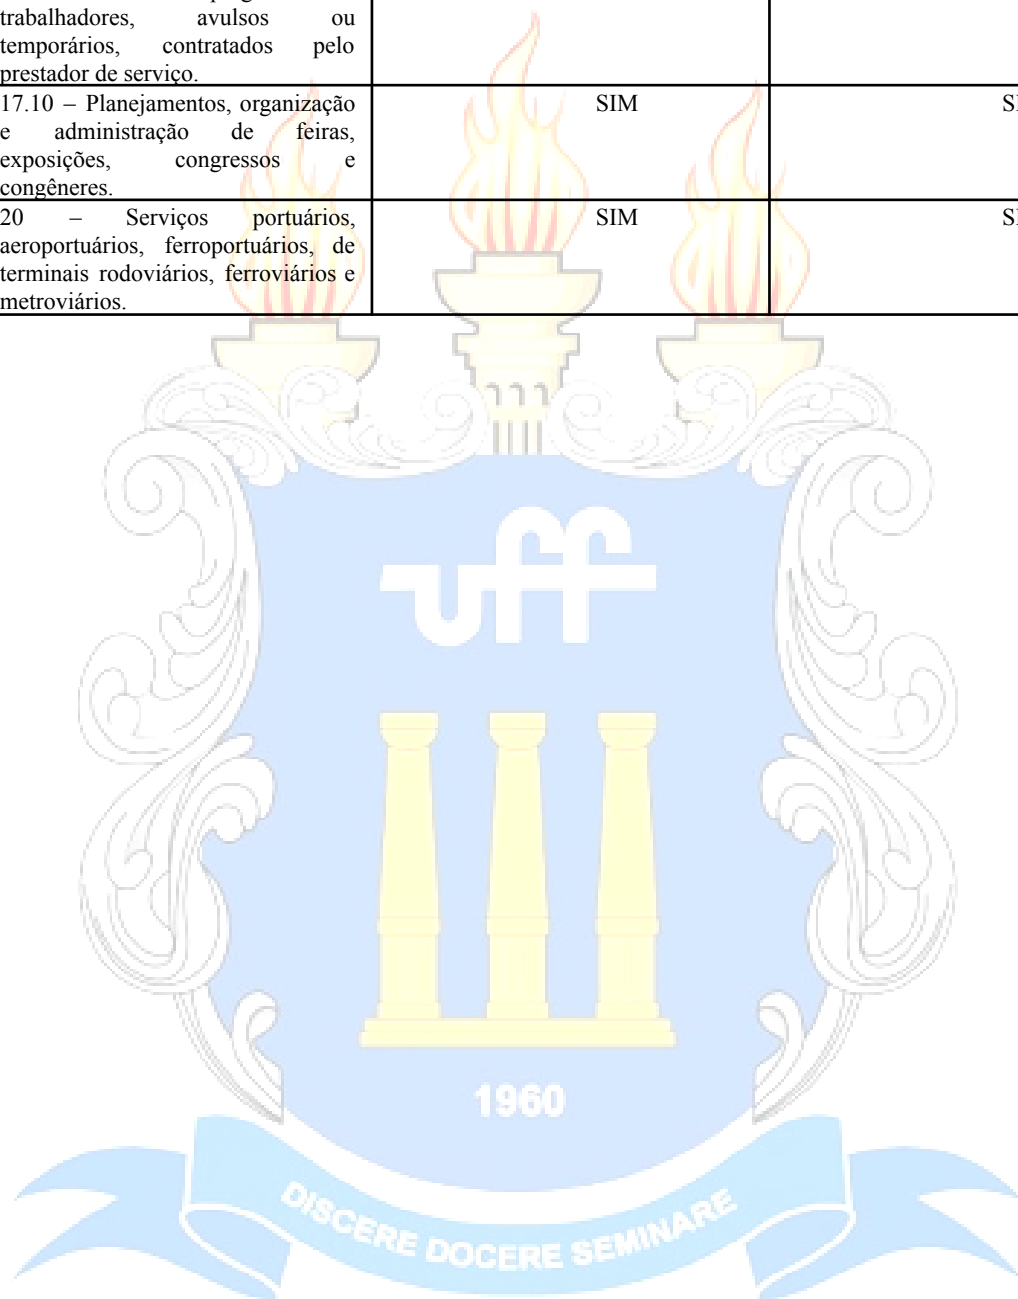 trabalhadores, avulsos ou
temporários, contratados pelo
prestador de serviço.
17.10 – Planejamentos, organização
e administração de feiras,
exposições, congressos e
congêneres.
SIM
20 – Serviços portuários,
aeroportuários, ferroportuários, de
terminais rodoviários, ferroviários e
metroviários.
SIM
uff
1960
DISCERE DOCERE SEMINARE